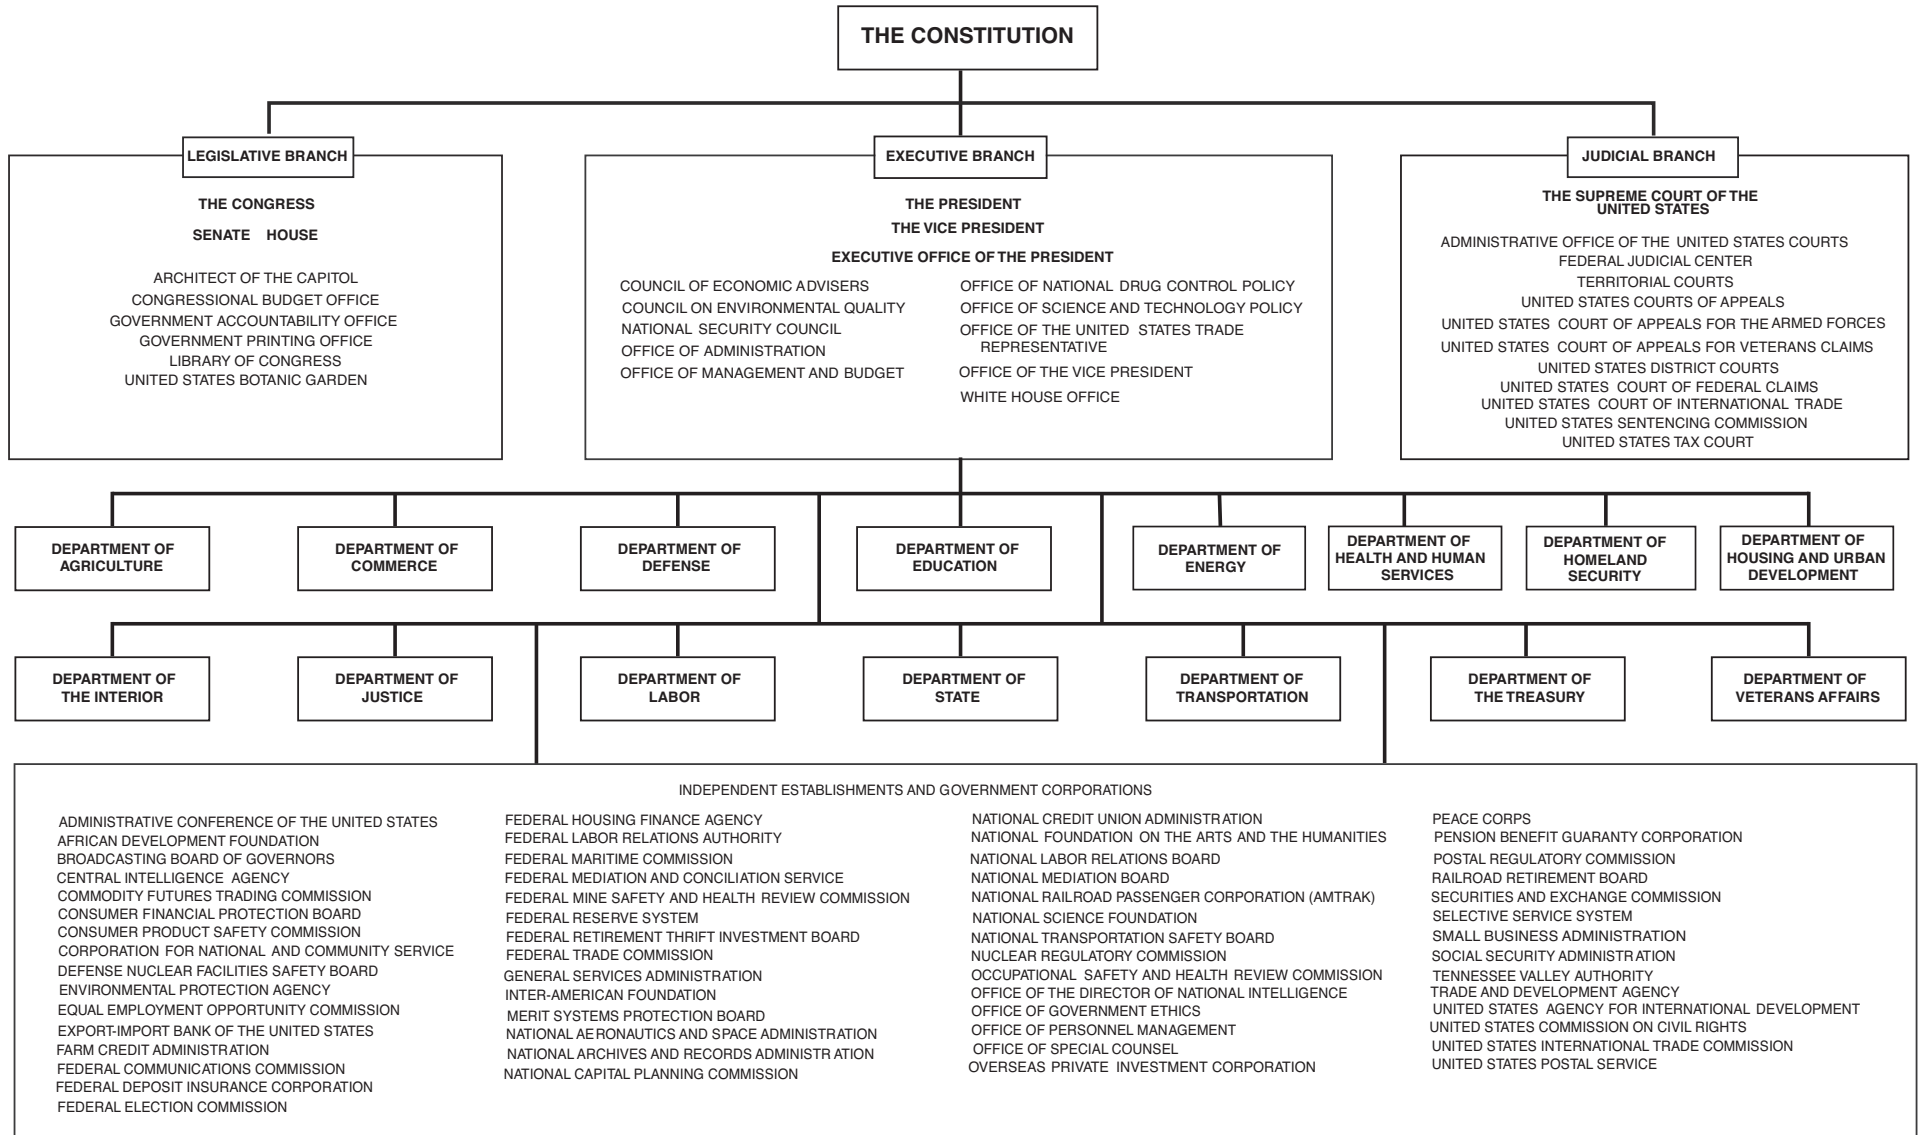 THE CONSTITUTION
LEGISLATIVE BRANCH
THE CONGRESS
SENATE HOUSE
ARCHITECT OF THE CAPITOL
CONGRESSIONAL BUDGET OFFICE
GOVERNMENT ACCOUNTABILITY OFFICE
GOVERNMENT PRINTING OFFICE
LIBRARY OF CONGRESS
UNITED STATES BOTANIC GARDEN
EXECUTIVE BRANCH
THE PRESIDENT
THE VICE PRESIDENT
EXECUTIVE OFFICE OF THE PRESIDENT
COUNCIL OF ECONOMIC ADVISERS
COUNCIL ON ENVIRONMENTAL QUALITY
NATIONAL SECURITY COUNCIL
OFFICE OF ADMINISTRATION
OFFICE OF MANAGEMENT AND BUDGET
OFFICE OF NATIONAL DRUG CONTROL POLICY
OFFICE OF SCIENCE AND TECHNOLOGY POLICY
OFFICE OF THE UNITED STATES TRADE
REPRESENTATIVE
OFFICE OF THE VICE PRESIDENT
WHITE HOUSE OFFICE
JUDICIAL BRANCH
THE SUPREME COURT OF THE
UNITED STATES
ADMINISTRATIVE OFFICE OF THE UNITED STATES COURTS
FEDERAL JUDICIAL CENTER
TERRITORIAL COURTS
UNITED STATES COURTS OF APPEALS
UNITED STATES COURT OF APPEALS FOR THE ARMED FORCES
UNITED STATES COURT OF APPEALS FOR VETERANS CLAIMS
UNITED STATES DISTRICT COURTS
UNITED STATES COURT OF FEDERAL CLAIMS
UNITED STATES COURT OF INTERNATIONAL TRADE
UNITED STATES SENTENCING COMMISSION
UNITED STATES TAX COURT
DEPARTMENT OF
AGRICULTURE
DEPARTMENT OF
COMMERCE
DEPARTMENT OF
DEFENSE
DEPARTMENT OF
EDUCATION
DEPARTMENT OF
ENERGY
DEPARTMENT OF
HEALTH AND HUMAN
SERVICES
DEPARTMENT OF
HOMELAND
SECURITY
DEPARTMENT OF
HOUSING AND URBAN
DEVELOPMENT
DEPARTMENT OF
THE INTERIOR
DEPARTMENT OF
JUSTICE
DEPARTMENT OF
LABOR
DEPARTMENT OF
STATE
DEPARTMENT OF
TRANSPORTATION
DEPARTMENT OF
THE TREASURY
DEPARTMENT OF
VETERANS AFFAIRS
INDEPENDENT ESTABLISHMENTS AND GOVERNMENT CORPORATIONS
ADMINISTRATIVE CONFERENCE OF THE UNITED STATES
AFRICAN DEVELOPMENT FOUNDATION
BROADCASTING BOARD OF GOVERNORS
CENTRAL INTELLIGENCE AGENCY
COMMODITY FUTURES TRADING COMMISSION
CONSUMER FINANCIAL PROTECTION BOARD
CONSUMER PRODUCT SAFETY COMMISSION
CORPORATION FOR NATIONAL AND COMMUNITY SERVICE
DEFENSE NUCLEAR FACILITIES SAFETY BOARD
ENVIRONMENTAL PROTECTION AGENCY
EQUAL EMPLOYMENT OPPORTUNITY COMMISSION
EXPORT-IMPORT BANK OF THE UNITED STATES
FARM CREDIT ADMINISTRATION
FEDERAL COMMUNICATIONS COMMISSION
FEDERAL DEPOSIT INSURANCE CORPORATION
FEDERAL ELECTION COMMISSION
FEDERAL HOUSING FINANCE AGENCY
FEDERAL LABOR RELATIONS AUTHORITY
FEDERAL MARITIME COMMISSION
FEDERAL MEDIATION AND CONCILIATION SERVICE
FEDERAL MINE SAFETY AND HEALTH REVIEW COMMISSION
FEDERAL RESERVE SYSTEM
FEDERAL RETIREMENT THRIFT INVESTMENT BOARD
FEDERAL TRADE COMMISSION
GENERAL SERVICES ADMINISTRATION
INTER-AMERICAN FOUNDATION
MERIT SYSTEMS PROTECTION BOARD
NATIONAL AERONAUTICS AND SPACE ADMINISTRATION
NATIONAL ARCHIVES AND RECORDS ADMINISTRATION
NATIONAL CAPITAL PLANNING COMMISSION
NATIONAL CREDIT UNION ADMINISTRATION
NATIONAL FOUNDATION ON THE ARTS AND THE HUMANITIES
NATIONAL LABOR RELATIONS BOARD
NATIONAL MEDIATION BOARD
NATIONAL RAILROAD PASSENGER CORPORATION (AMTRAK)
NATIONAL SCIENCE FOUNDATION
NATIONAL TRANSPORTATION SAFETY BOARD
NUCLEAR REGULATORY COMMISSION
OCCUPATIONAL SAFETY AND HEALTH REVIEW COMMISSION
OFFICE OF THE DIRECTOR OF NATIONAL INTELLIGENCE
OFFICE OF GOVERNMENT ETHICS
OFFICE OF PERSONNEL MANAGEMENT
OFFICE OF SPECIAL COUNSEL
OVERSEAS PRIVATE INVESTMENT CORPORATION
PEACE CORPS
PENSION BENEFIT GUARANTY CORPORATION
POSTAL REGULATORY COMMISSION
RAILROAD RETIREMENT BOARD
SECURITIES AND EXCHANGE COMMISSION
SELECTIVE SERVICE SYSTEM
SMALL BUSINESS ADMINISTRATION
SOCIAL SECURITY ADMINISTRATION
TENNESSEE VALLEY AUTHORITY
TRADE AND DEVELOPMENT AGENCY
UNITED STATES AGENCY FOR INTERNATIONAL DEVELOPMENT
UNITED STATES COMMISSION ON CIVIL RIGHTS
UNITED STATES INTERNATIONAL TRADE COMMISSION
UNITED STATES POSTAL SERVICE